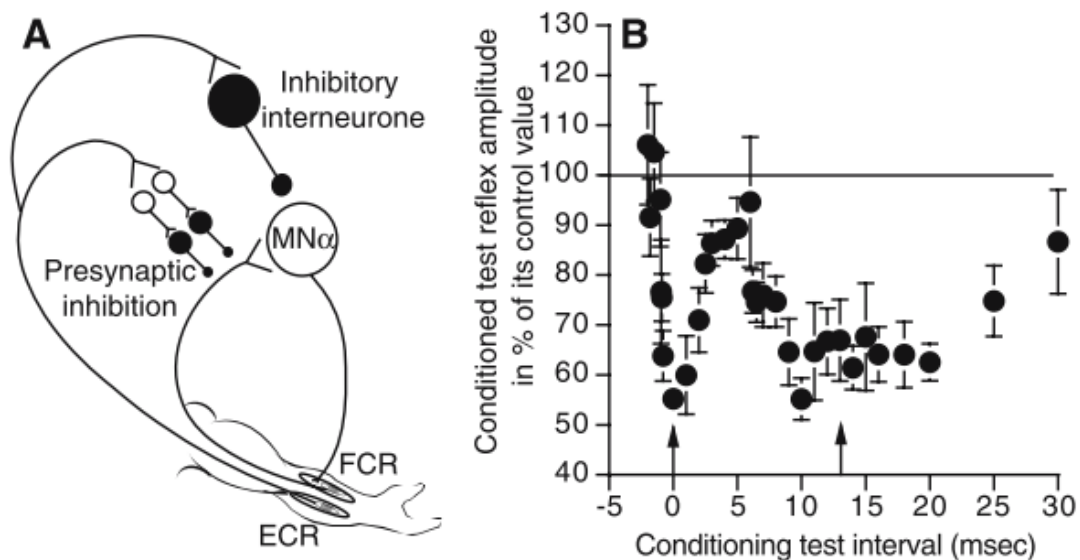 A
Inhibitory
interneurone
MNα
Presynaptic
inhibition
FCR
ECR
B
Conditioned test reflex amplitude
in % of its control value
130
120
110
100
90
80
70
60
50
40
-5
0
5
10
15
20
25
30
Conditioning test interval (msec)